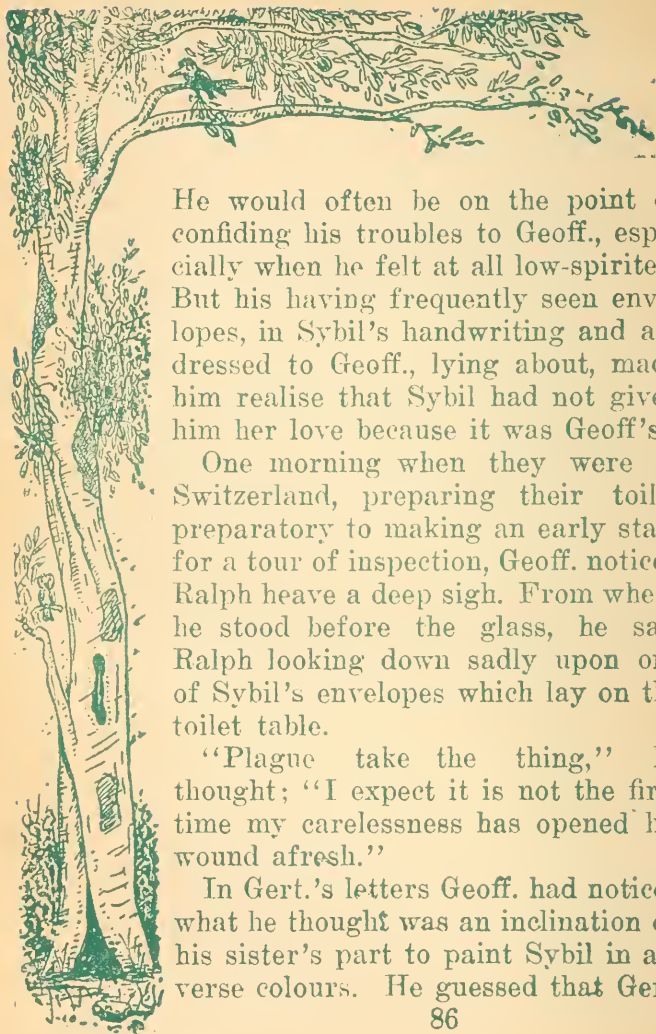 He would often be on the point
confiding his troubles to Geoff., esp
cially when he felt at all low-spirite
But his having frequently seen env
lopes, in Sybil's handwriting and a
dressed to Geoff., lying about, mad
him realise that Sybil had not give
him her love because it was Geoff's
One morning when they were
Switzerland, preparing their toil
preparatory to making an early sta
for a tour of inspection, Geoff. notice
Ralph heave a deep sigh. From whe
he stood before the glass, he sa
Ralph looking down sadly upon on
of Sybil's envelopes which lay on th
toilet table.
"Plague take the thing,"
thought; "I expect it is not the fir
time my carelessness has opened h
wound afresh."
In Gert.'s letters Geoff. had notice
what he thought was an inclination
his sister's part to paint Sybil in a
verse colours. He guessed that Ger
86